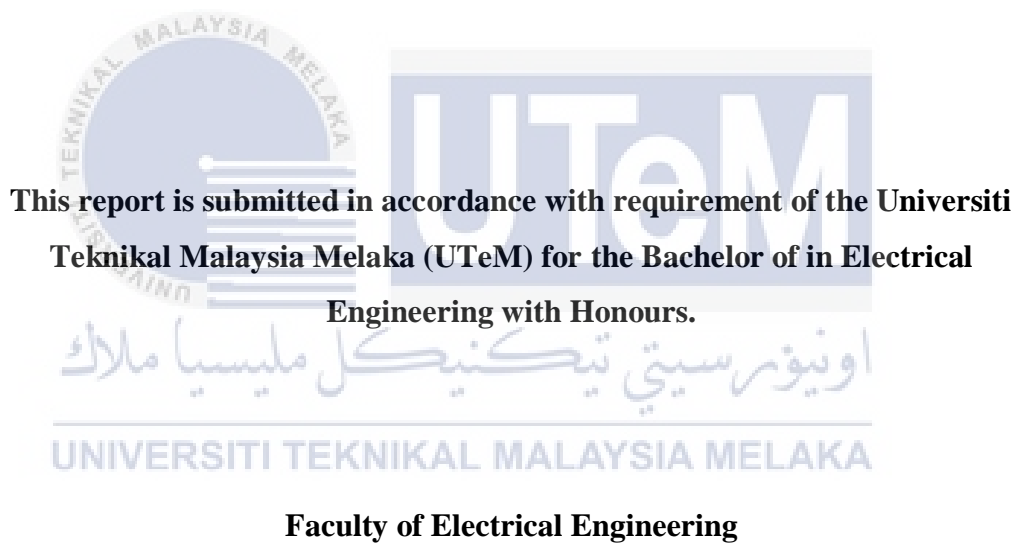 UNIVERSITI TEKNIKAL MALAYSIA MELAKA
UTeM
This report is submitted in accordance with requirement of the Universiti
Teknikal Malaysia Melaka (UTeM) for the Bachelor of in Electrical
Engineering with Honours.
اونيۏرسيتي تيکنيکل مليسيا ملاك
UNIVERSITI TEKNIKAL MALAYSIA MELAKA
Faculty of Electrical Engineering